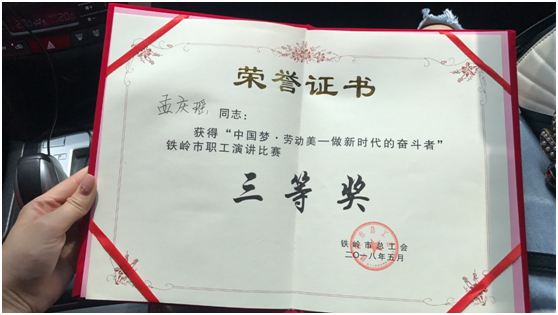 荣誉证书
孟庆瑶 同志：
获得“中国梦·劳动美—做新时代的奋斗者”
铁岭市职工演讲比赛
三等奖
铁岭市总工会
二〇一八年五月